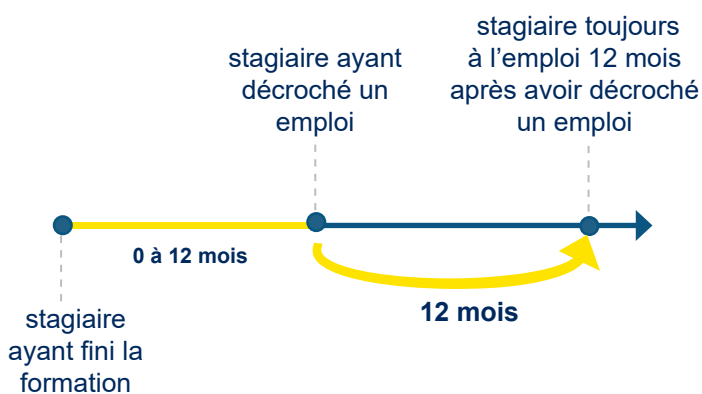 stagiaire ayant
décroché un
emploi
stagiaire toujours
à l’emploi 12 mois
après avoir décroché
un emploi
0 à 12 mois
12 mois
stagiaire
ayant fini la
formation